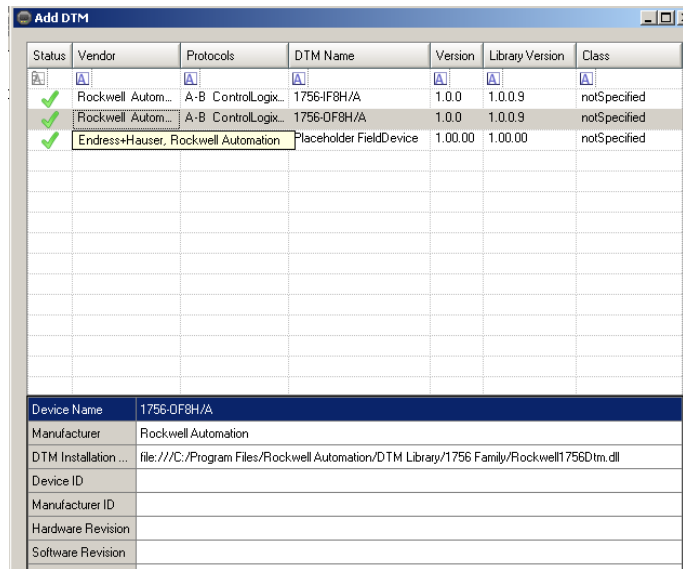 Add DTM
Status Vendor Protocols DTM Name Version Library Version Class
Rockwell Autom... A-B ControlLogix... 1756-IF8H/A 1.0.0 1.0.0.9 notSpecified
Rockwell Autom... A-B ControlLogix... 1756-OF8H/A 1.0.0 1.0.0.9 notSpecified
Endress+Hauser, Rockwell Automation Placeholder FieldDevice 1.00.00 1.00.00 notSpecified
Device Name 1756-OF8H/A
Manufacturer Rockwell Automation
DTM Installation ... file:///C:/Program Files/Rockwell Automation/DTM Library/1756 Family/Rockwell1756Dtm.dll
Device ID
Manufacturer ID
Hardware Revision
Software Revision